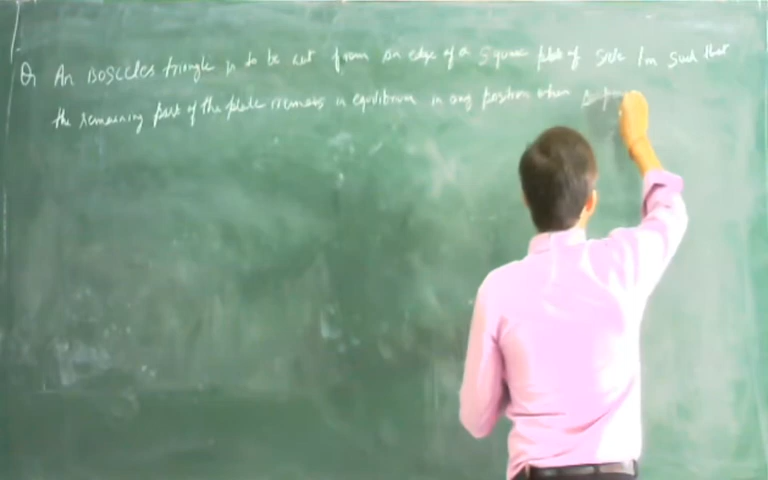 Q An isosceles triangle is to be cut from an edge of a square plate of side 1m such that
the remaining part of the plate remains in equilibrium in any position when